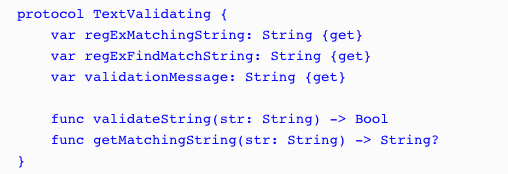 protocol TextValidating {
    var regExMatchingString: String {get}
    var regExFindMatchString: String {get}
    var validationMessage: String {get}

    func validateString(str: String) -> Bool
    func getMatchingString(str: String) -> String?
}